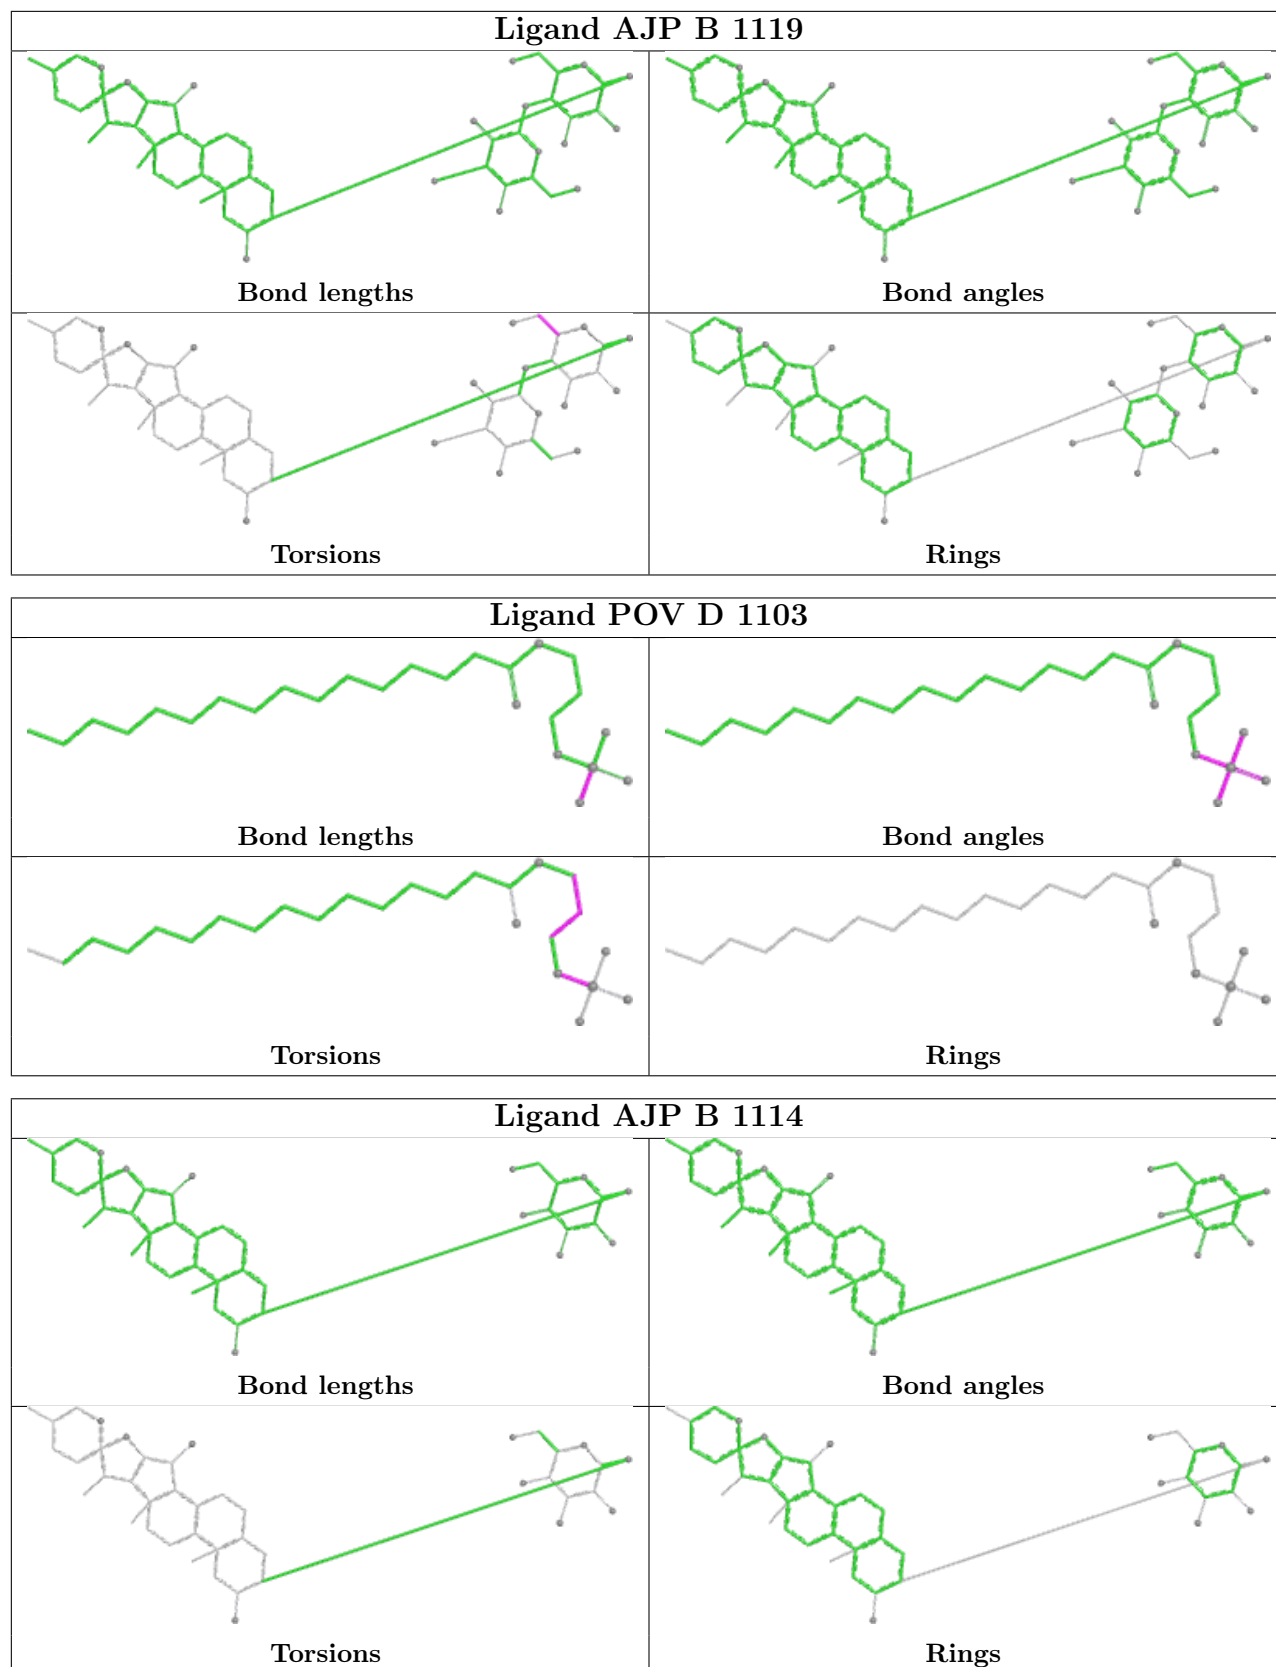 Ligand AJP B 1119
Bond lengths
Bond angles
Torsions
Rings
Ligand POV D 1103
Bond lengths
Bond angles
Torsions
Rings
Ligand AJP B 1114
Bond lengths
Bond angles
Torsions
Rings